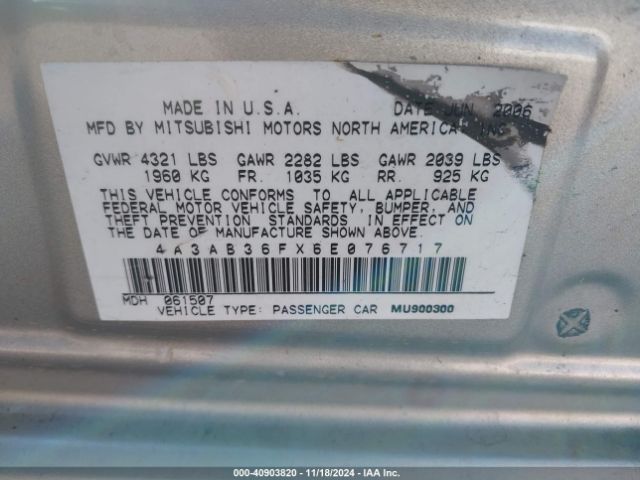 MADE IN U.S.A. DATE JUN. 2006
MFD BY MITSUBISHI MOTORS NORTH AMERICA, INC.
GVWR 4321 LBS GAWR 2282 LBS GAWR 2039 LBS
1960 KG FR. 1035 KG RR. 925 KG
THIS VEHICLE CONFORMS TO ALL APPLICABLE
FEDERAL MOTOR VEHICLE SAFETY, BUMPER, AND
THEFT PREVENTION STANDARDS IN EFFECT ON
THE DATE OF MANUFACTURE SHOWN ABOVE.
4A3AB36FX6E076717
MDH 061507
VEHICLE TYPE: PASSENGER CAR MU900300
000-40903820 - 11/18/2024 - IAAI.com